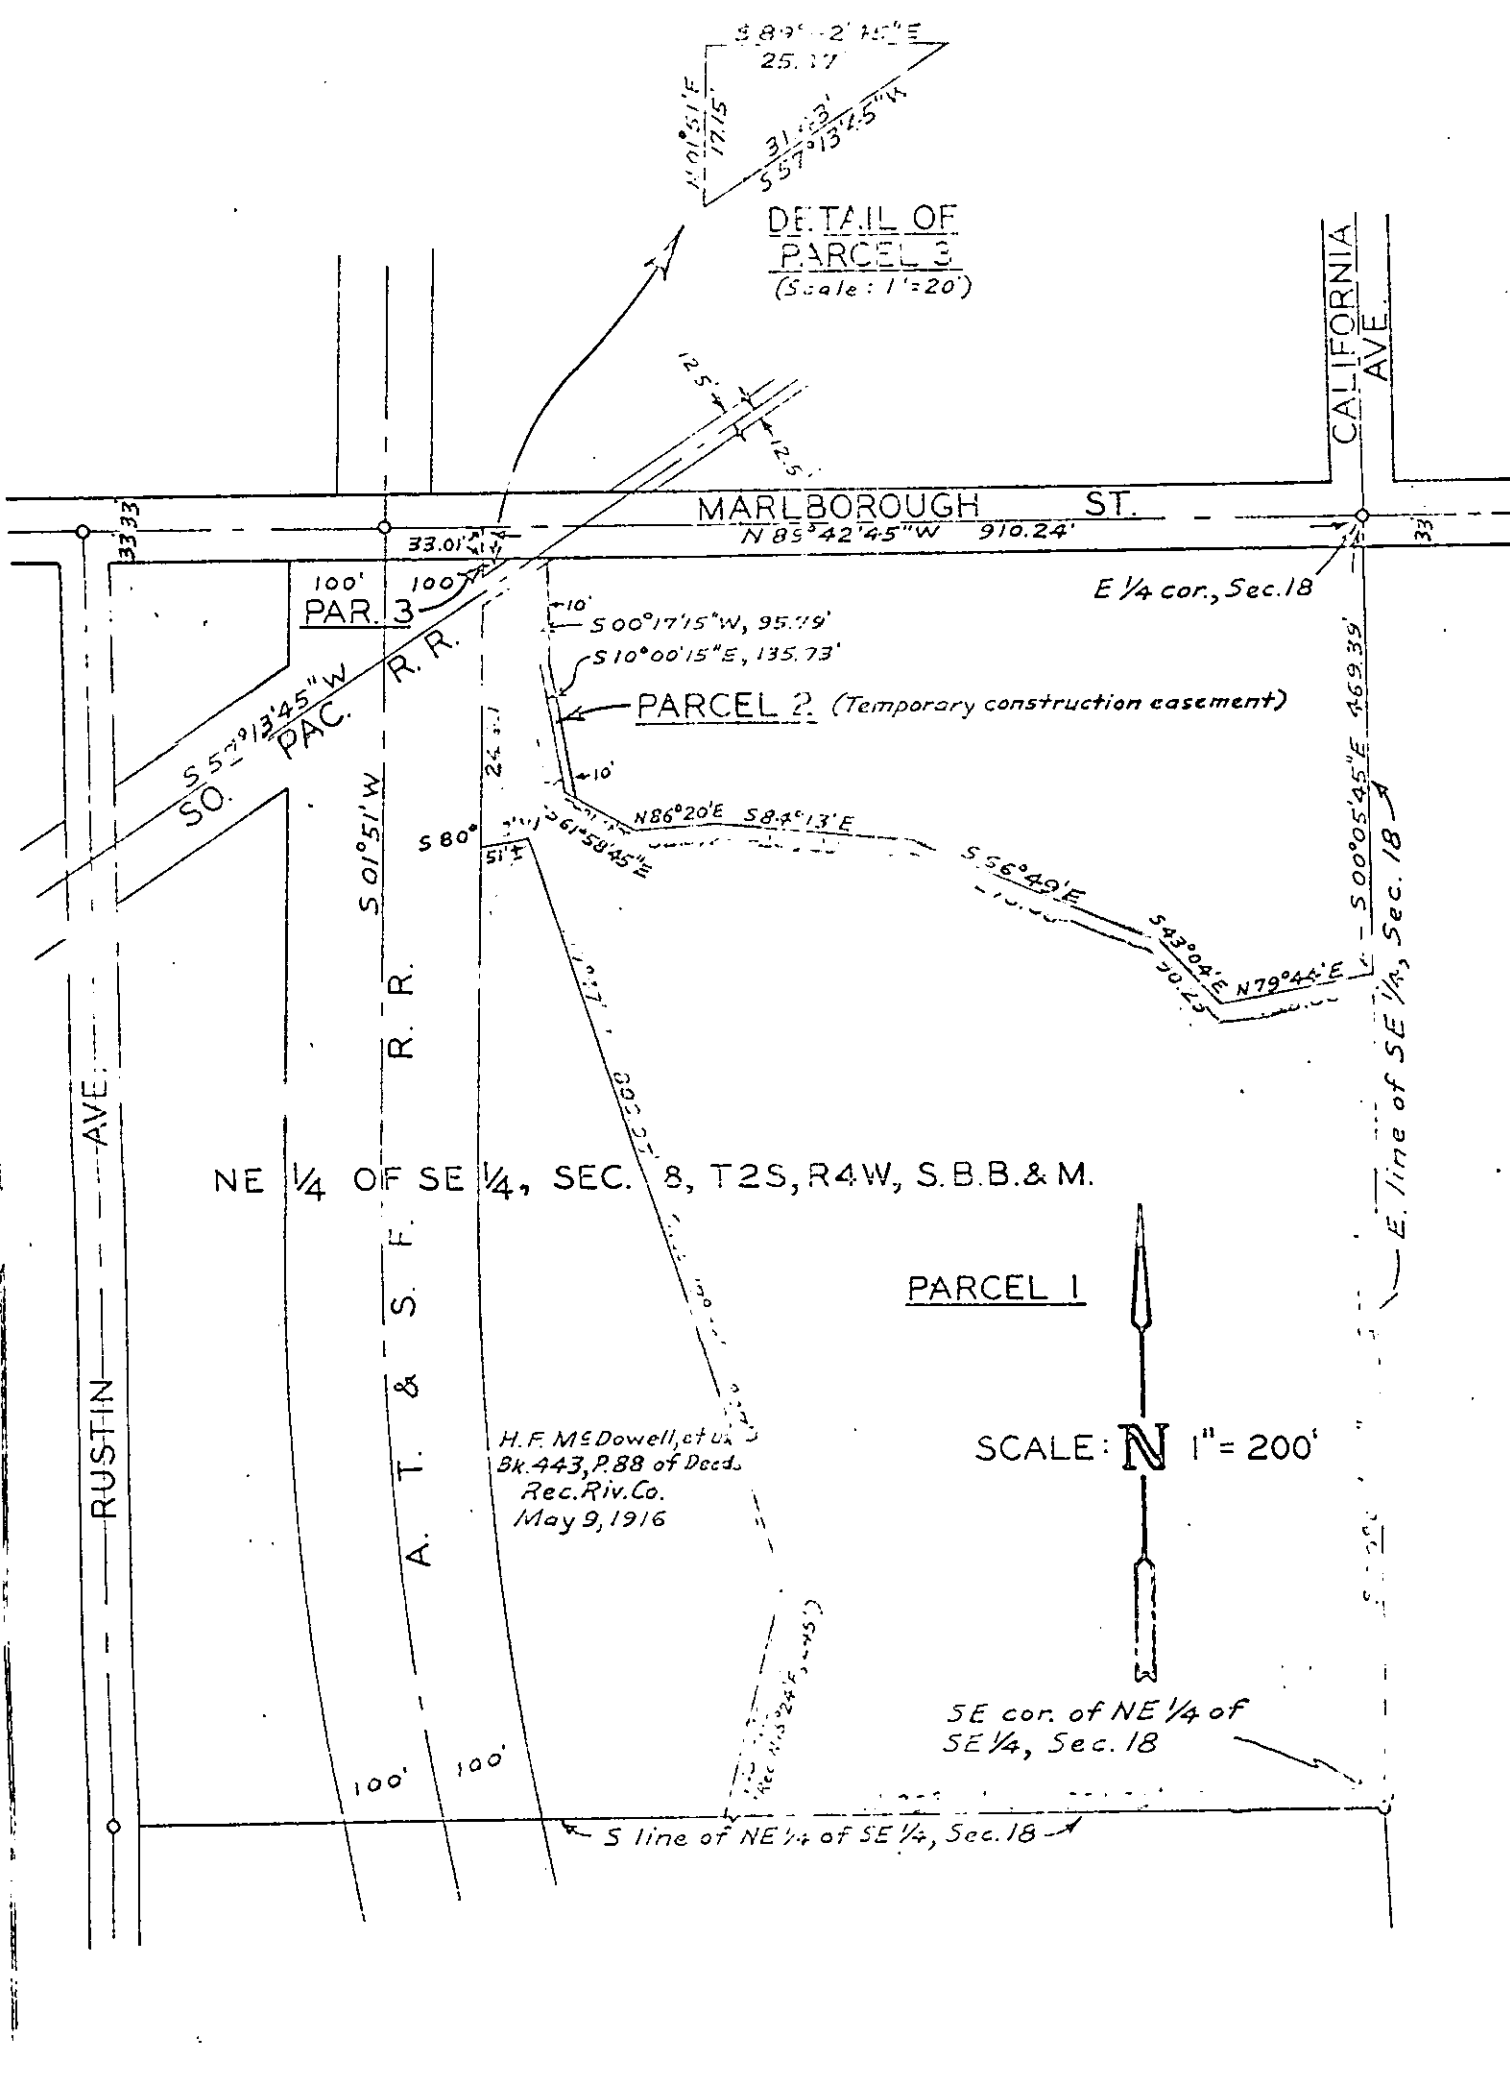 25.17
N 01°51'E
17.15'
S 57°13'45"W
DETAIL OF
PARCEL 3
(Scale: 1"=20')
CALIFORNIA
AVE.
12.5'
12.5'
MARLBOROUGH ST.
N 89°42'45"W 910.24'
33 33
33.01'
33
100' 100'
PAR. 3
E 1/4 cor., Sec. 18
10'
S 00°17'15"W, 95.79'
S 10°00'15"E, 135.73'
PARCEL 2 (Temporary construction easement)
S 57°13'45"W
SO. PAC. R. R.
10'
S 01°51'W
S 80°
51'±
S 61°58'45"E
N 86°20'E S 84°13'E
S 56°49'E
S 43°04'E
N 79°44'E
S 00°05'45"E 469.39'
E. line of SE 1/4, Sec. 18
NE 1/4 OF SE 1/4, SEC. 8, T2S, R4W, S.B.B.& M.
A. T. & S. F. R. R.
RUSTIN AVE.
PARCEL 1
SCALE: N 1"= 200'
H. F. McDowell, et ux
Bk. 443, P. 88 of Deeds
Rec. Riv. Co.
May 9, 1916
SE cor. of NE 1/4 of
SE 1/4, Sec. 18
100' 100'
S line of NE 1/4 of SE 1/4, Sec. 18